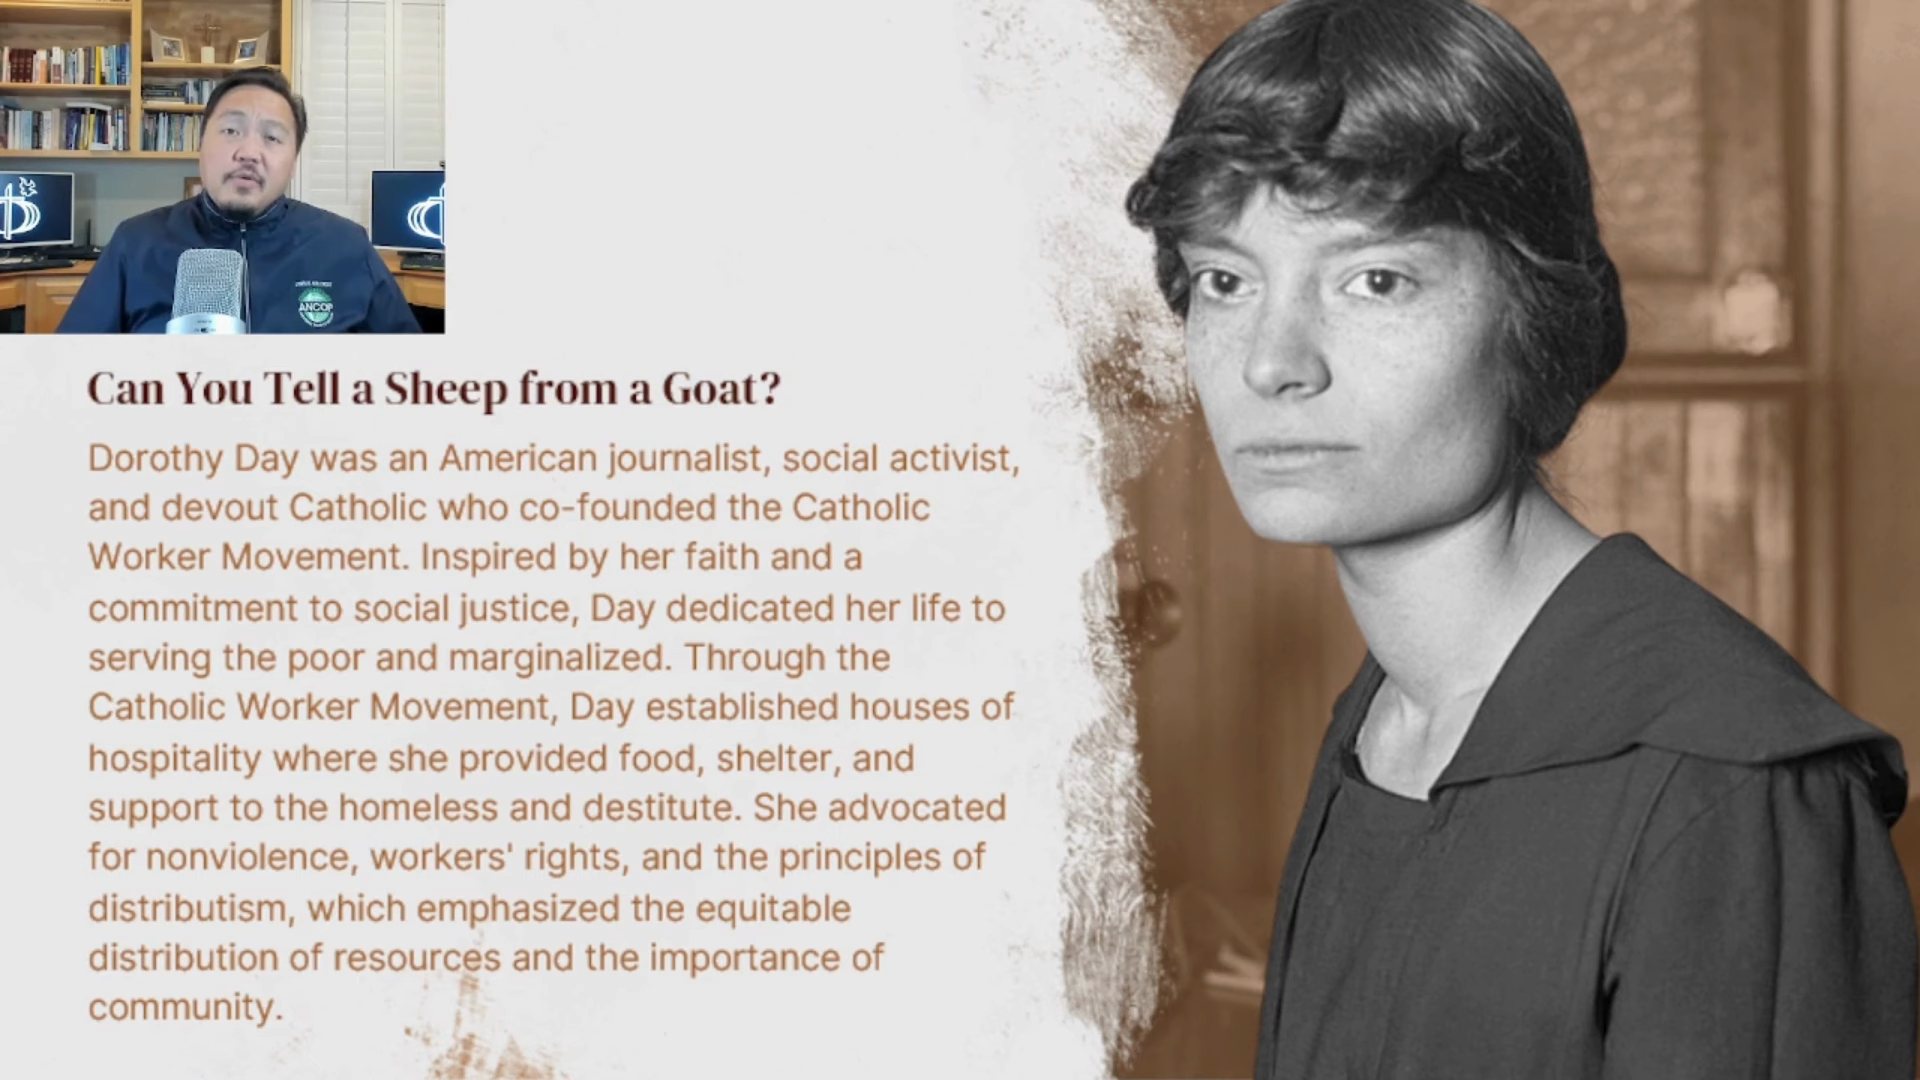 ANCOP
Can You Tell a Sheep from a Goat?
Dorothy Day was an American journalist, social activist,
and devout Catholic who co-founded the Catholic
Worker Movement. Inspired by her faith and a
commitment to social justice, Day dedicated her life to
serving the poor and marginalized. Through the
Catholic Worker Movement, Day established houses of
hospitality where she provided food, shelter, and
support to the homeless and destitute. She advocated
for nonviolence, workers' rights, and the principles of
distributism, which emphasized the equitable
distribution of resources and the importance of
community.